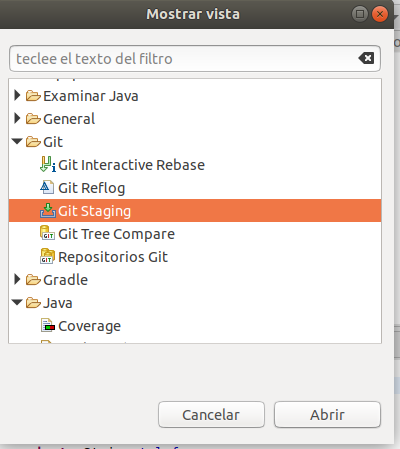 Mostrar vista
teclee el texto del filtro
Examinar Java
General
Git
Git Interactive Rebase
Git Reflog
Git Staging
Git Tree Compare
Repositorios Git
Gradle
Java
Coverage
Cancelar
Abrir